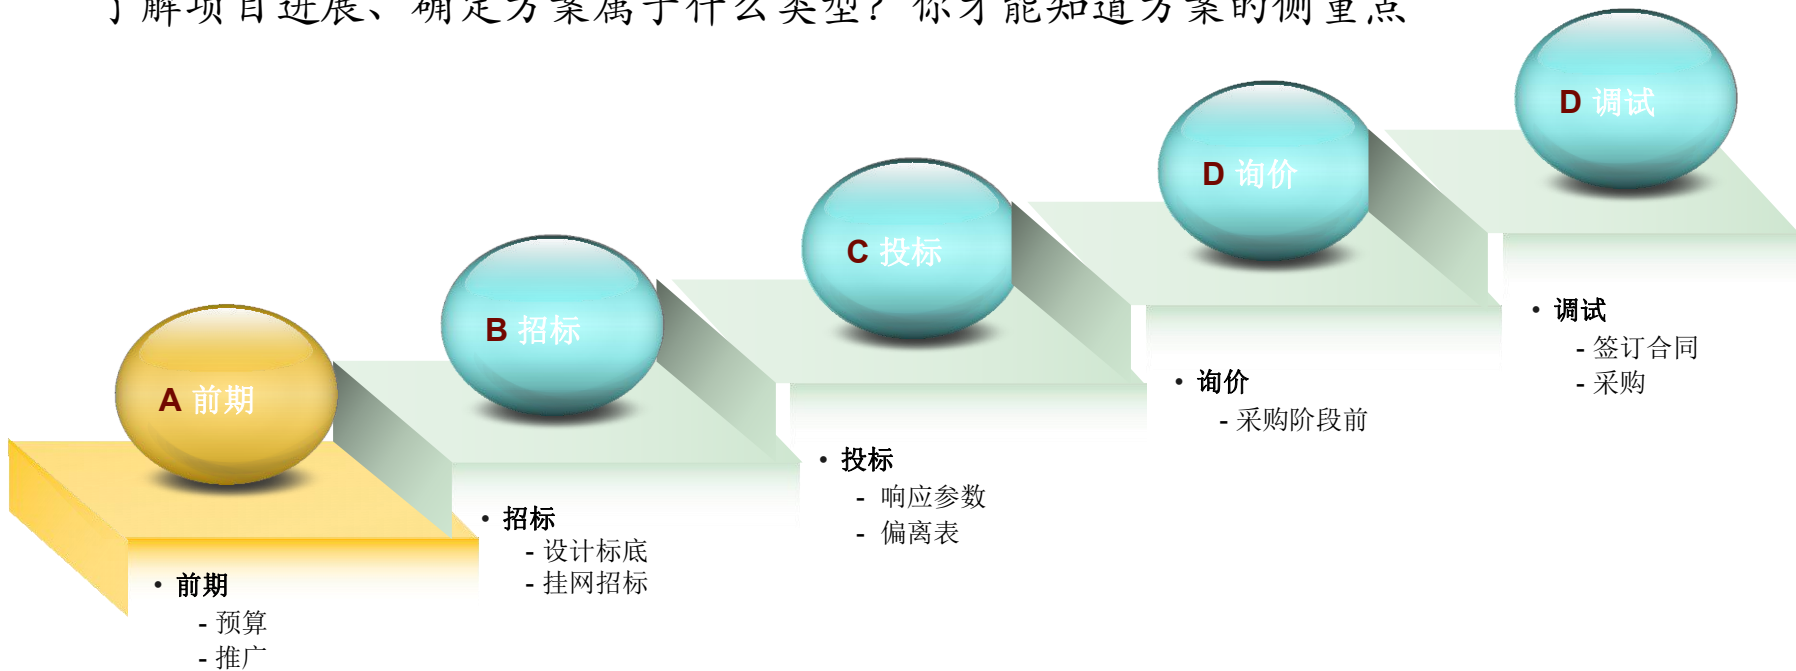 了解项目进展、确定方案属于什么类型？你才能知道方案的侧重点
A 前期
B 招标
C 投标
D 询价
D 调试
• 前期
- 预算
- 推广
• 招标
- 设计标底
- 挂网招标
• 投标
- 响应参数
- 偏离表
• 询价
- 采购阶段前
• 调试
- 签订合同
- 采购